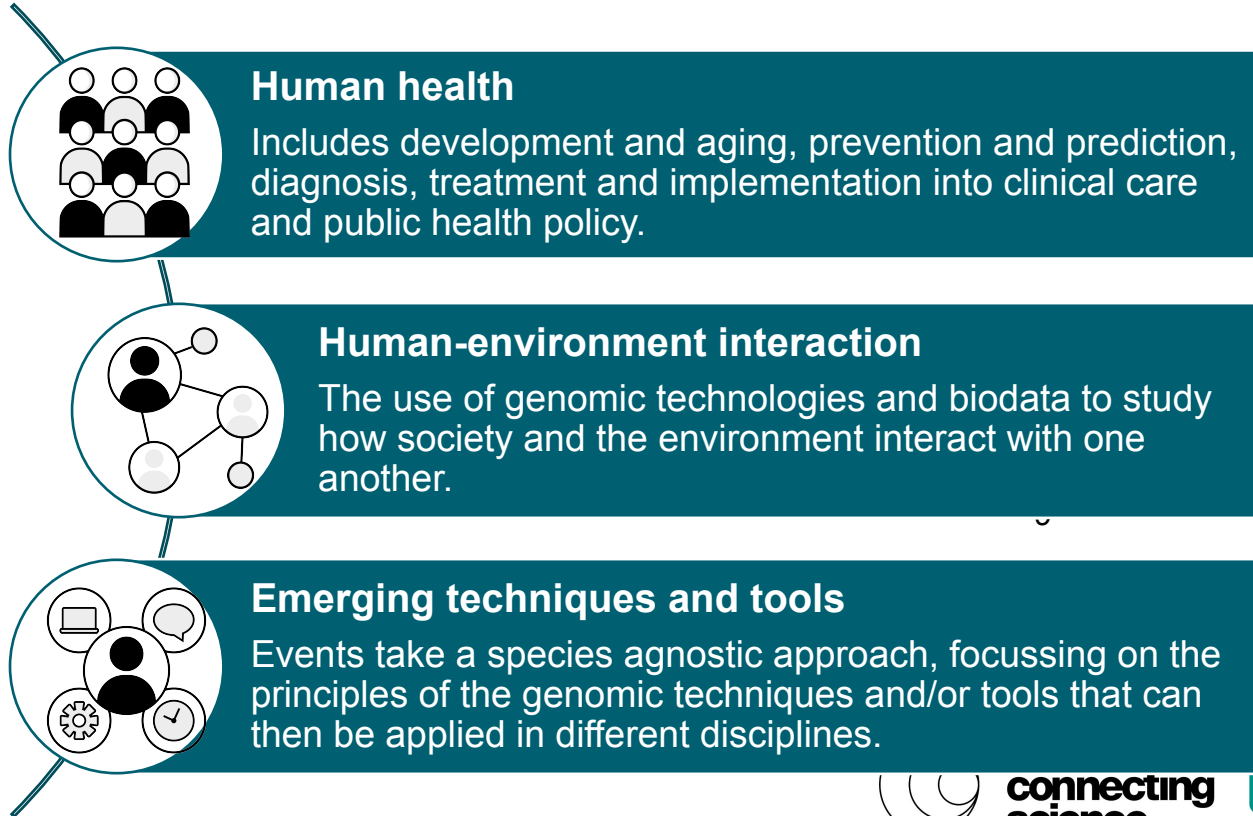 Human health
Includes development and aging, prevention and prediction,
diagnosis, treatment and implementation into clinical care
and public health policy.
Human-environment interaction
The use of genomic technologies and biodata to study
how society and the environment interact with one
another.
Emerging techniques and tools
Events take a species agnostic approach, focussing on the
principles of the genomic techniques and/or tools that can
then be applied in different disciplines.
connecting
science